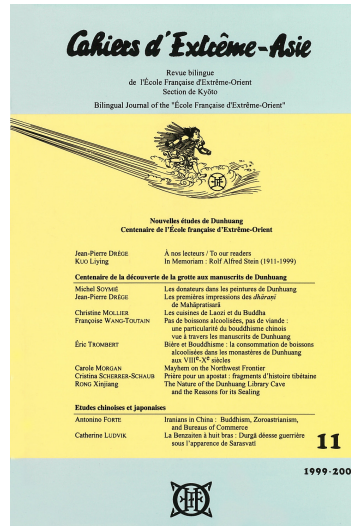 Cahiers d'Extrême-Asie
Revue bilingue
de l'École Française d'Extrême-Orient
Section de Kyōto
Bilingual Journal of the "École Française d'Extrême-Orient"
Nouvelles études de Dunhuang
Centenaire de l'École française d'Extrême-Orient
Jean-Pierre DRÈGE À nos lecteurs / To our readers
KUO Liying In Memoriam : Rolf Alfred Stein (1911-1999)
Centenaire de la découverte de la grotte aux manuscrits de Dunhuang
Michel SOYMIÉ Les donateurs dans les peintures de Dunhuang
Jean-Pierre DRÈGE Les premières impressions des dhāraṇī
de Mahāpratisarā
Christine MOLLIER Les cuisines de Laozi et du Buddha
Françoise WANG-TOUTAIN Pas de boissons alcoolisées, pas de viande :
une particularité du bouddhisme chinois
vue à travers les manuscrits de Dunhuang
Éric TROMBERT Bière et Bouddhisme : la consommation de boissons
alcoolisées dans les monastères de Dunhuang
aux VIIIe-Xe siècles
Carole MORGAN Mayhem on the Northwest Frontier
Cristina SCHERRER-SCHAUB Prière pour un apostat : fragments d'histoire tibétaine
RONG Xinjiang The Nature of the Dunhuang Library Cave
and the Reasons for its Sealing
Etudes chinoises et japonaises
Antonino FORTE Iranians in China : Buddhism, Zoroastrianism,
and Bureaus of Commerce
Catherine LUDVIK La Benzaiten à huit bras : Durgā déesse guerrière
sous l'apparence de Sarasvatī
11
1999-200